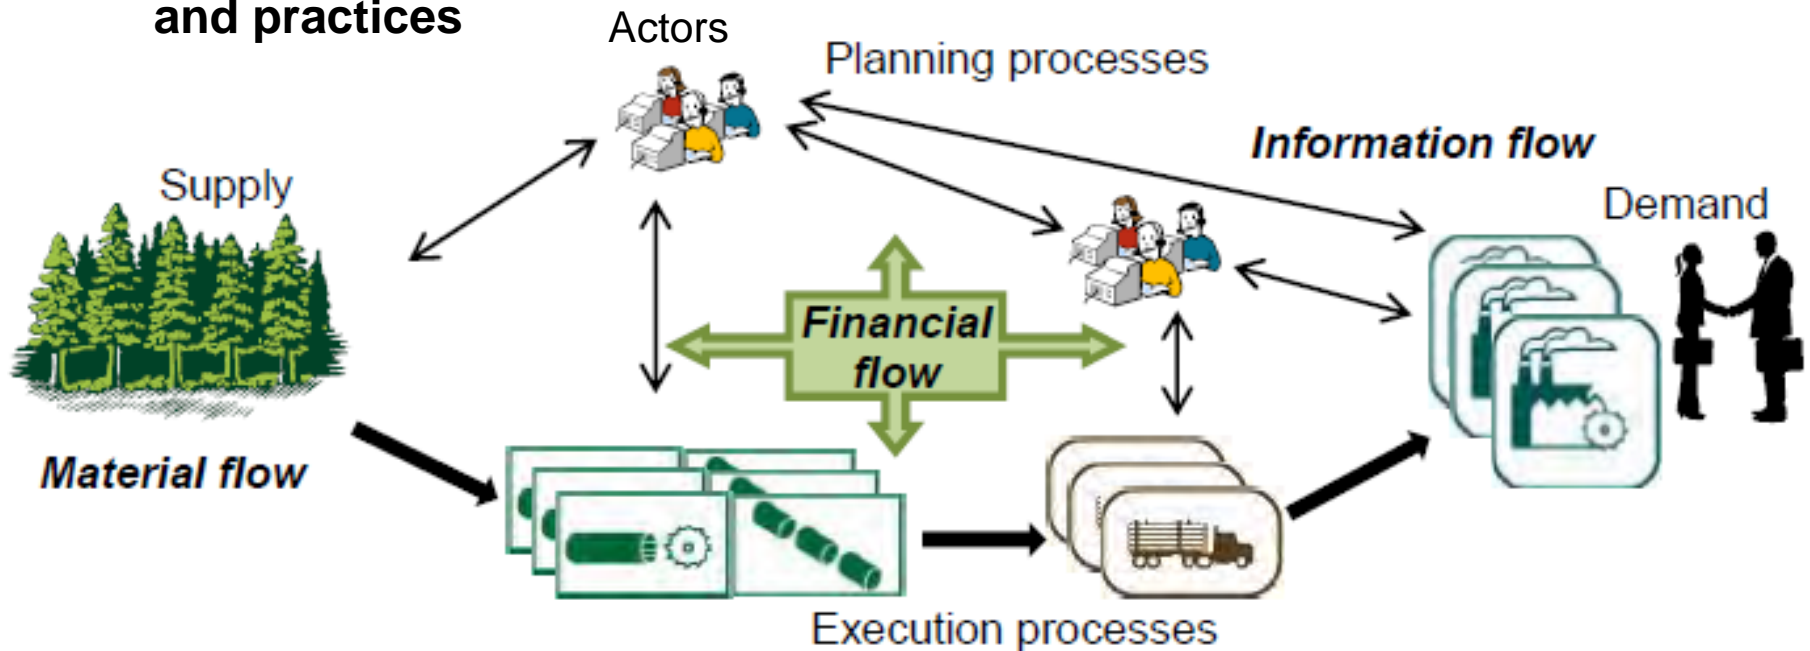 and practices
Actors
Planning processes
Information flow
Supply
Demand
Financial
flow
Material flow
Execution processes